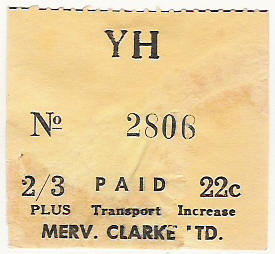 YH
No 2806
2/3 PAID 22c
PLUS Transport Increase
MERV. CLARKE 'TD.